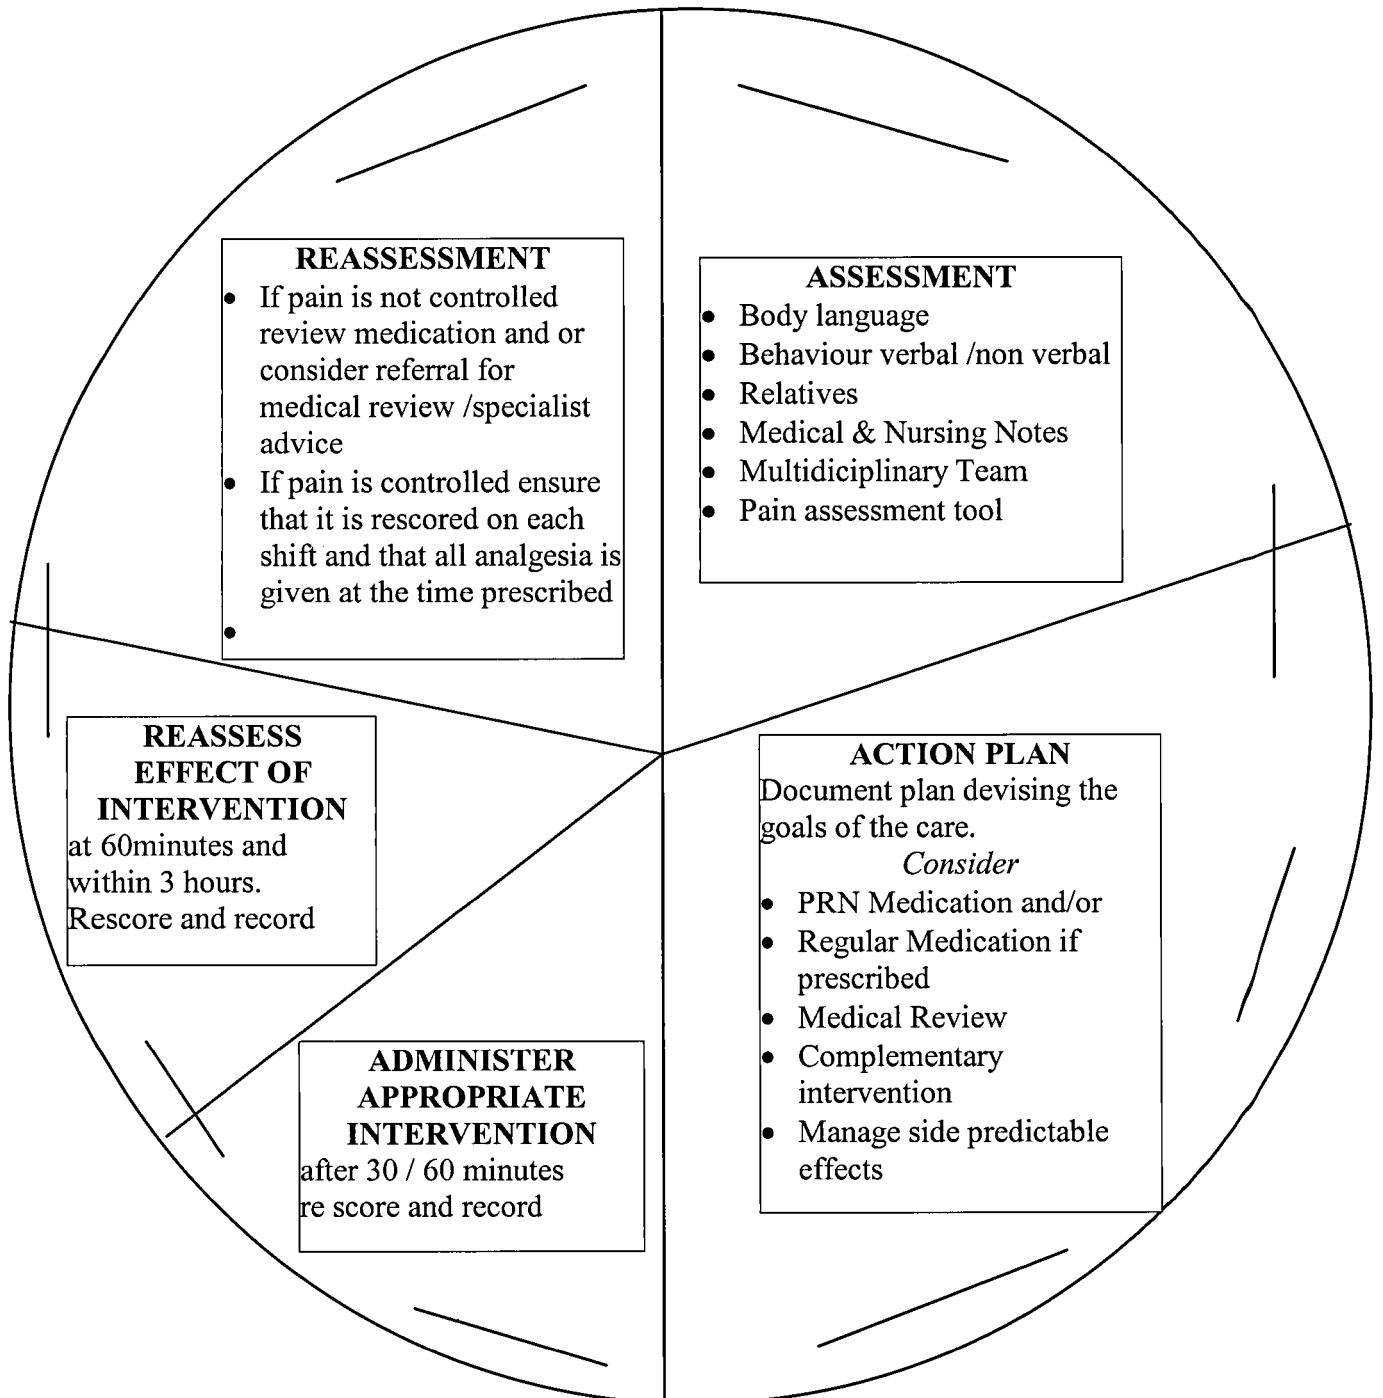 REASSESSMENT
• If pain is not controlled
review medication and or
consider referral for
medical review /specialist
advice
• If pain is controlled ensure
that it is rescored on each
shift and that all analgesia is
given at the time prescribed
•
ASSESSMENT
• Body language
• Behaviour verbal /non verbal
• Relatives
• Medical & Nursing Notes
• Multidiciplinary Team
• Pain assessment tool
REASSESS
EFFECT OF
INTERVENTION
at 60minutes and
within 3 hours.
Rescore and record
ACTION PLAN
Document plan devising the
goals of the care.
Consider
• PRN Medication and/or
• Regular Medication if
prescribed
• Medical Review
• Complementary
intervention
• Manage side predictable
effects
ADMINISTER
APPROPRIATE
INTERVENTION
after 30 / 60 minutes
re score and record